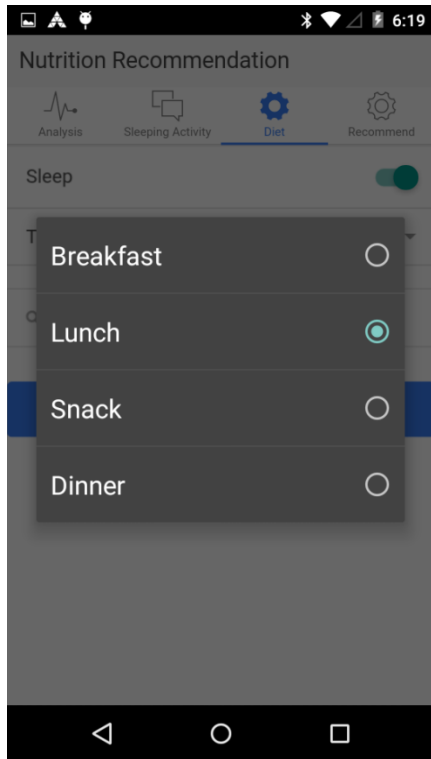 6:19
Nutrition Recommendation
Analysis Sleeping Activity Diet Recommend
Sleep
T
Breakfast
Lunch
Snack
Dinner